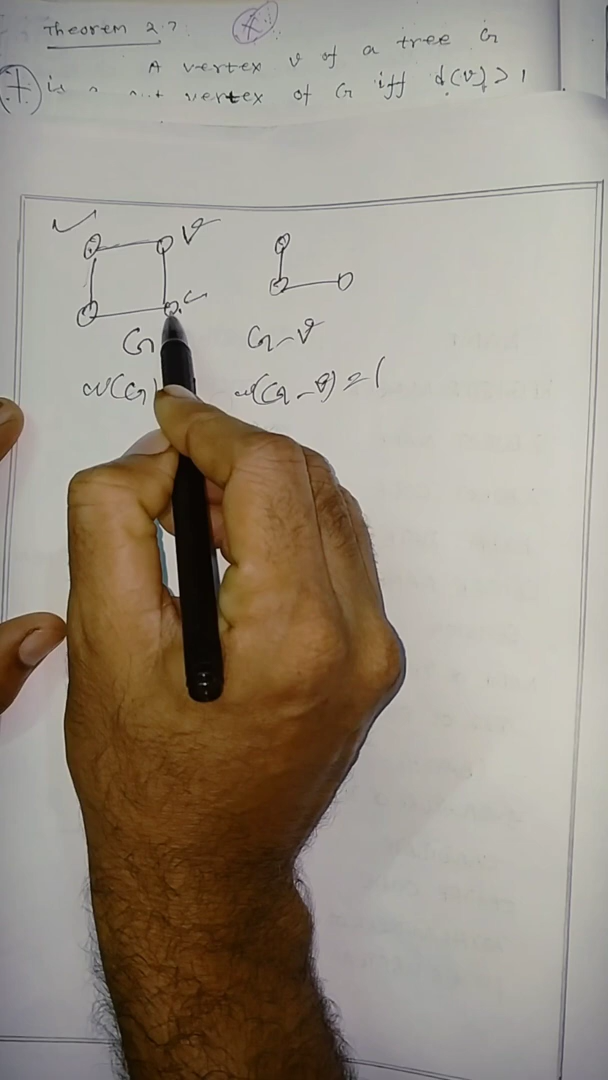 Theorem 2.7
A vertex v of a tree G
is a cut vertex of G iff d(v) > 1
v
G
G - v
ω(G)
ω(G - v) = 1